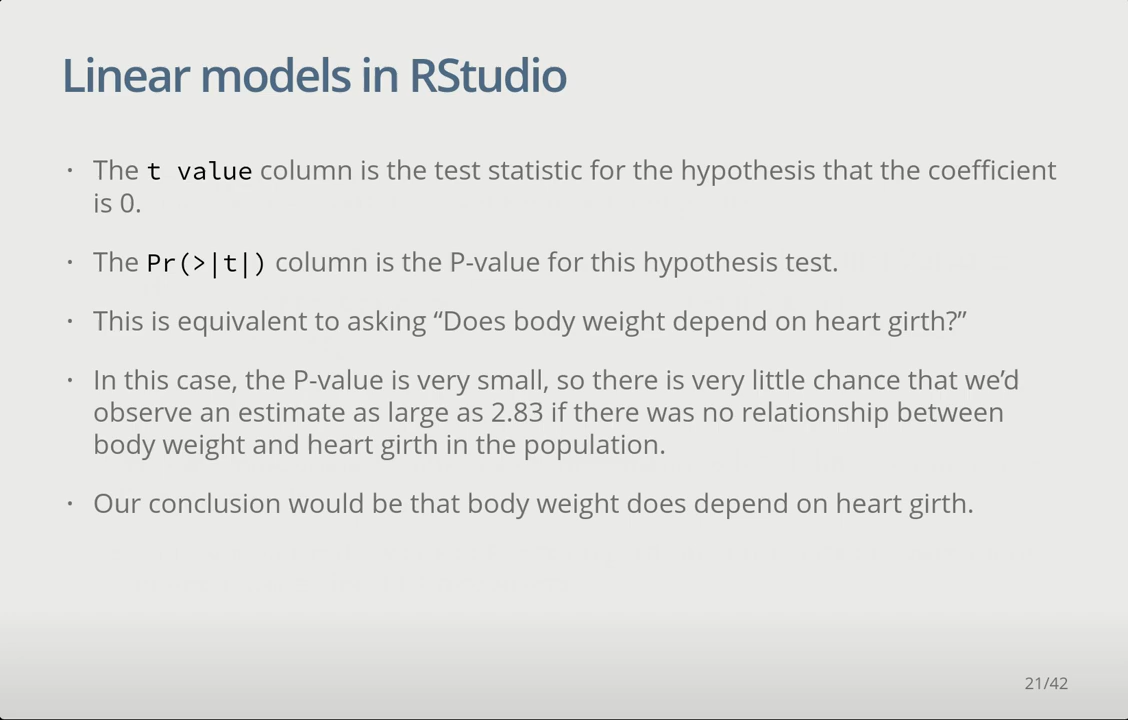 Linear models in RStudio
· The t value column is the test statistic for the hypothesis that the coefficient
is 0.
· The Pr(>|t|) column is the P-value for this hypothesis test.
· This is equivalent to asking “Does body weight depend on heart girth?”
· In this case, the P-value is very small, so there is very little chance that we’d
observe an estimate as large as 2.83 if there was no relationship between
body weight and heart girth in the population.
· Our conclusion would be that body weight does depend on heart girth.
21/42